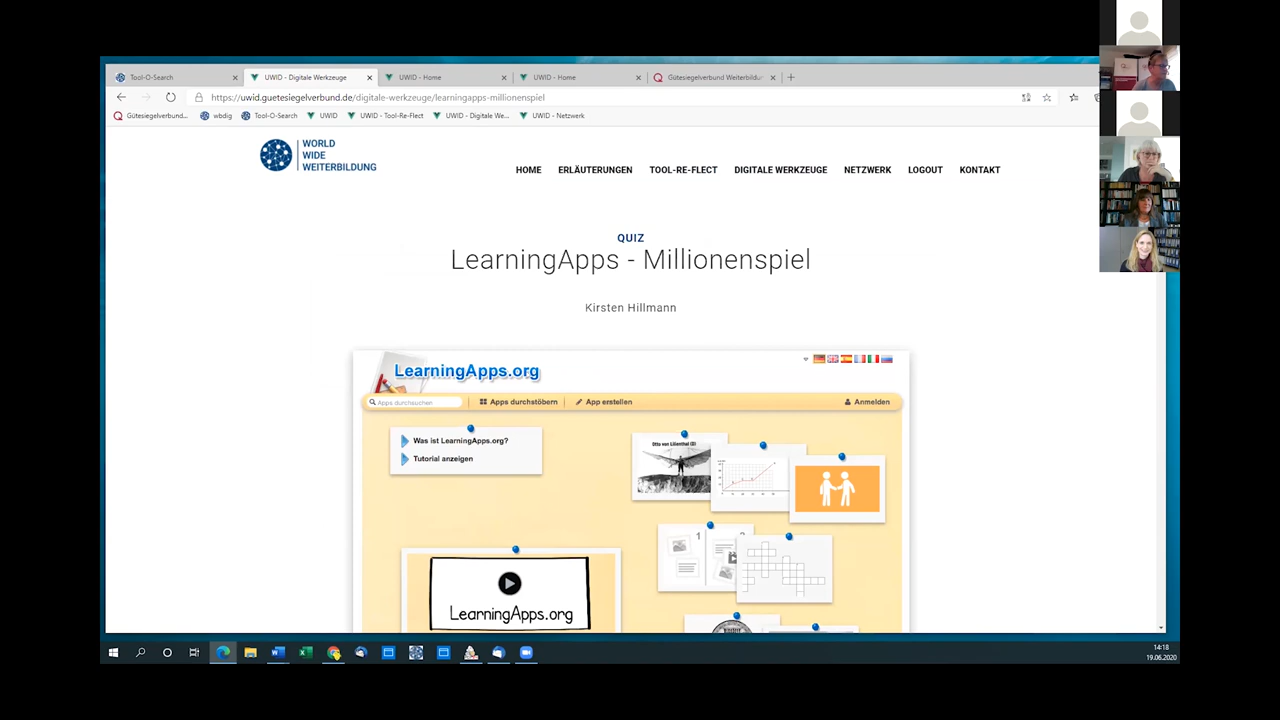 Tool-O-Search
UWID - Digitale Werkzeuge
UWID - Home
UWID - Home
Gütesiegelverbund Weiterbildun
https://uwid.guetesiegelverbund.de/digitale-werkzeuge/learningapps-millionenspiel
Gütesiegelverbund...
wbdig
Tool-O-Search
UWID
UWID - Tool-Re-Flect
UWID - Digitale We...
UWID - Netzwerk
WORLD
WIDE
WEITERBILDUNG
HOME
ERLÄUTERUNGEN
TOOL-RE-FLECT
DIGITALE WERKZEUGE
NETZWERK
LOGOUT
KONTAKT
QUIZ
LearningApps - Millionenspiel
Kirsten Hillmann
LearningApps.org
Apps durchsuchen
Apps durchstöbern
App erstellen
Anmelden
Was ist LearningApps.org?
Tutorial anzeigen
Otto von Lilienthal (D)
1
LearningApps.org
14:18
19.06.2020